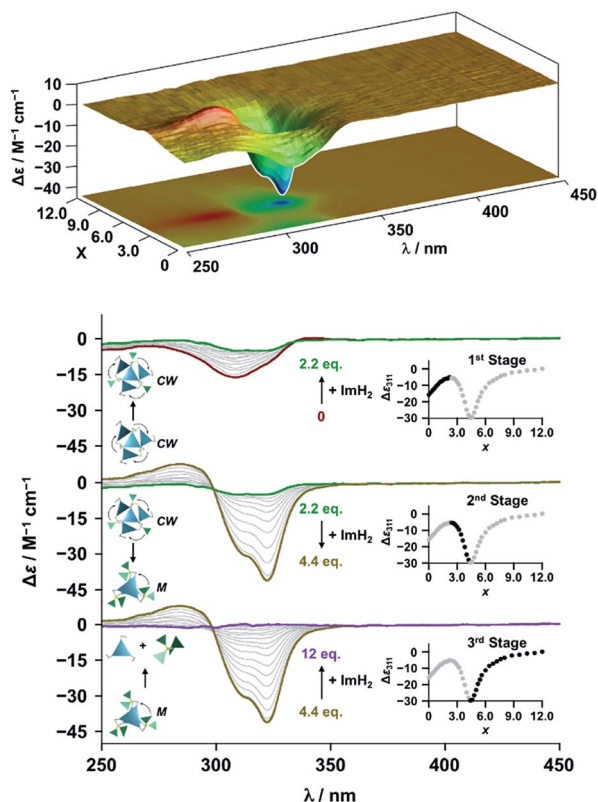 Δε / M⁻¹ cm⁻¹
10
0
−10
−20
−30
−40
12.0
9.0
6.0
3.0
0
X
250
300
350
400
450
λ / nm
0
−15
−30
−45
CW
CW
2.2 eq.
+ ImH₂
0
1st Stage
Δε₃₁₁
0
−10
−20
−30
0 3.0 6.0 9.0 12.0
x
Δε / M⁻¹ cm⁻¹
0
−15
−30
−45
CW
M
2.2 eq.
+ ImH₂
4.4 eq.
2nd Stage
Δε₃₁₁
0
−10
−20
−30
0 3.0 6.0 9.0 12.0
x
0
−15
−30
−45
+
M
12 eq.
+ ImH₂
4.4 eq.
3rd Stage
Δε₃₁₁
0
−10
−20
−30
0 3.0 6.0 9.0 12.0
x
250 300 350 400 450
λ / nm